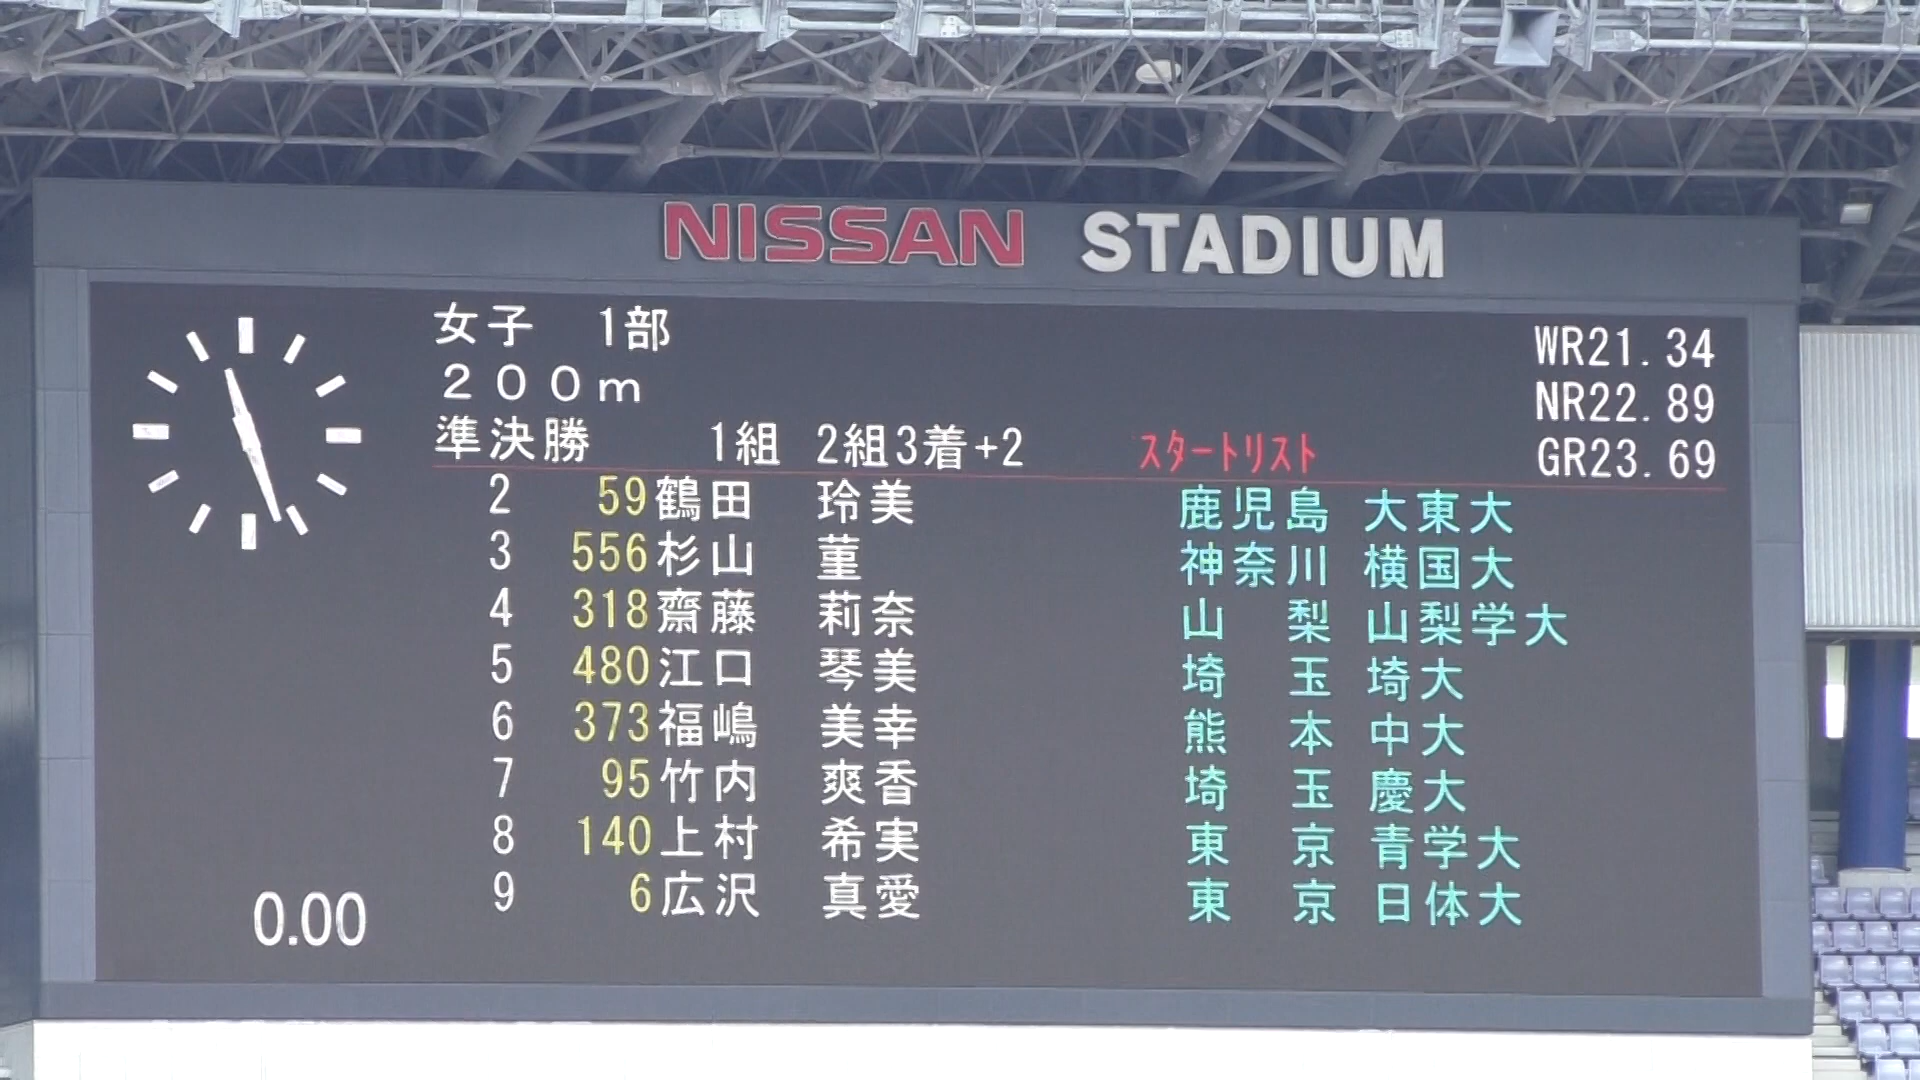 NISSAN STADIUM
女子 1部
200m
準決勝 1組 2組3着+2 スタートリスト
WR21.34
NR22.89
GR23.69
2 59 鶴田 玲美 鹿児島 大東大
3 556 杉山 菫 神奈川 横国大
4 318 齋藤 莉奈 山 梨 山梨学大
5 480 江口 琴美 埼 玉 埼大
6 373 福嶋 美幸 熊 本 中大
7 95 竹内 爽香 埼 玉 慶大
8 140 上村 希実 東 京 青学大
9 6 広沢 真愛 東 京 日体大
0.00